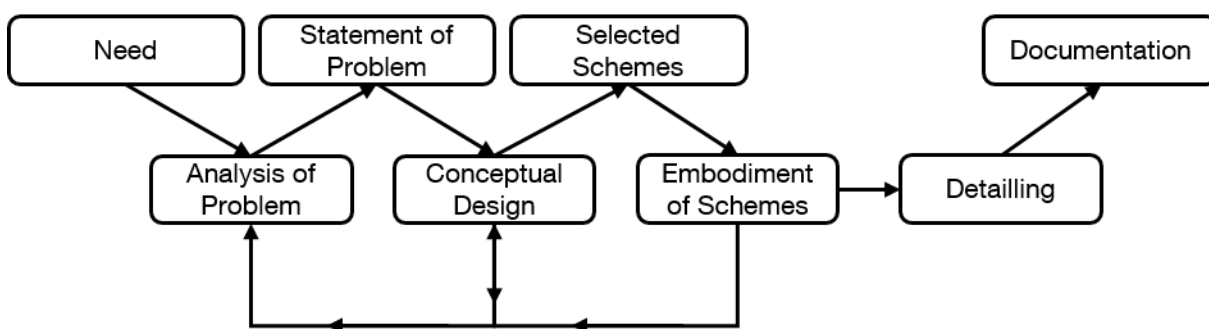 Need
Statement of
Problem
Selected
Schemes
Documentation
Analysis of
Problem
Conceptual
Design
Embodiment
of Schemes
Detailling